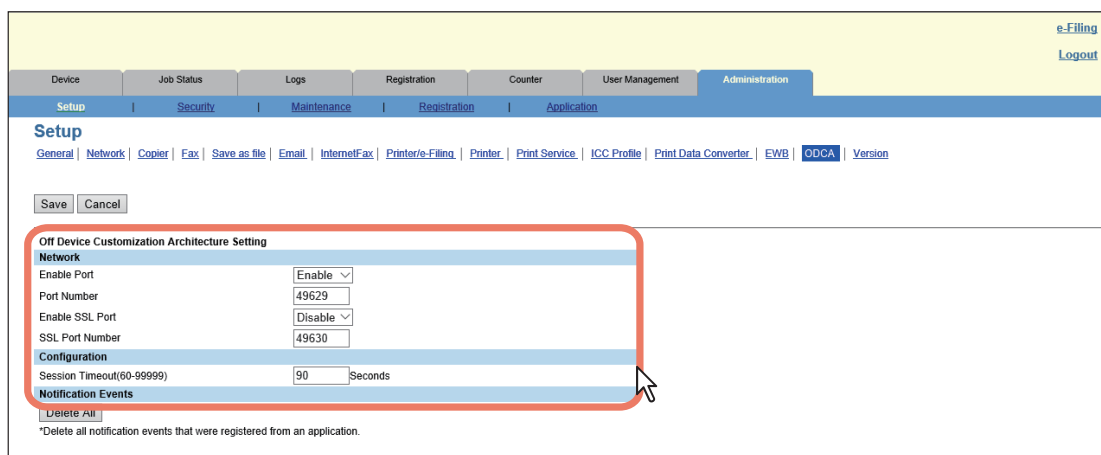 e-Filing
Logout
Device Job Status Logs Registration Counter User Management Administration
Setup | Security | Maintenance | Registration | Application
Setup
General | Network | Copier | Fax | Save as file | Email | InternetFax | Printer/e-Filing | Printer | Print Service | ICC Profile | Print Data Converter | EWB | ODCA | Version
Save Cancel
Off Device Customization Architecture Setting
Network
Enable Port Enable
Port Number 49629
Enable SSL Port Disable
SSL Port Number 49630
Configuration
Session Timeout(60-99999) 90 Seconds
Notification Events
Delete All
*Delete all notification events that were registered from an application.